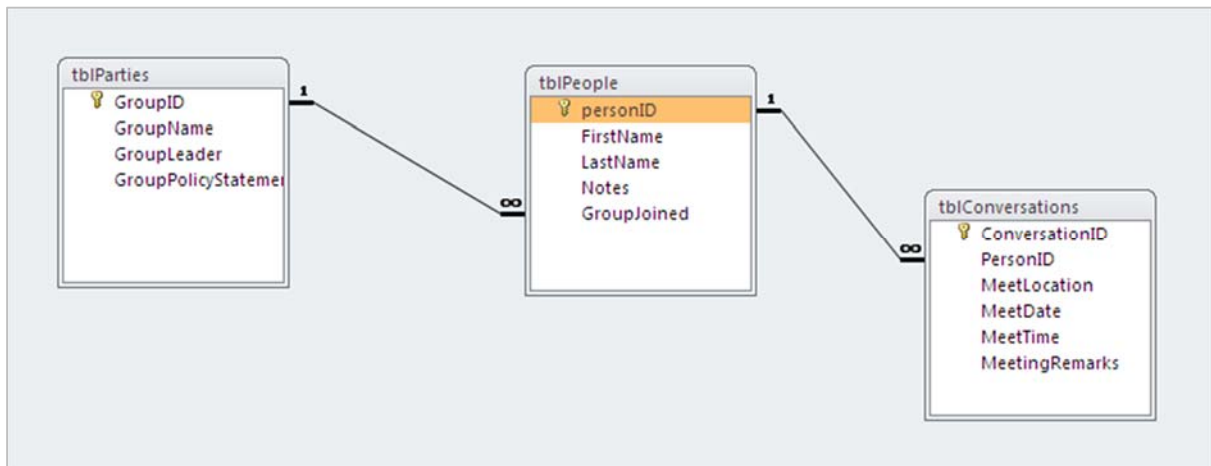 tblParties
GroupID
GroupName
GroupLeader
GroupPolicyStatemer
1
∞
tblPeople
personID
FirstName
LastName
Notes
GroupJoined
1
∞
tblConversations
ConversationID
PersonID
MeetLocation
MeetDate
MeetTime
MeetingRemarks